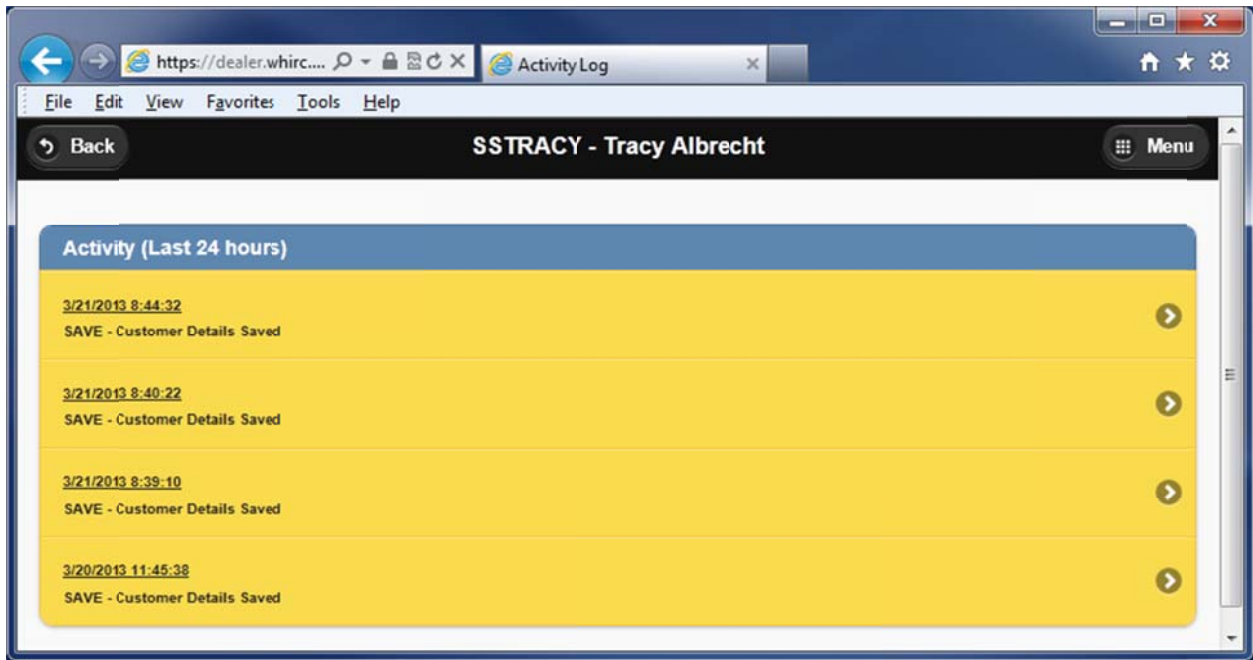 https://dealer.whirc....
Activity Log
File Edit View Favorites Tools Help
Back
SSTRACY - Tracy Albrecht
Menu
Activity (Last 24 hours)
3/21/2013 8:44:32
SAVE - Customer Details Saved
3/21/2013 8:40:22
SAVE - Customer Details Saved
3/21/2013 8:39:10
SAVE - Customer Details Saved
3/20/2013 11:45:38
SAVE - Customer Details Saved